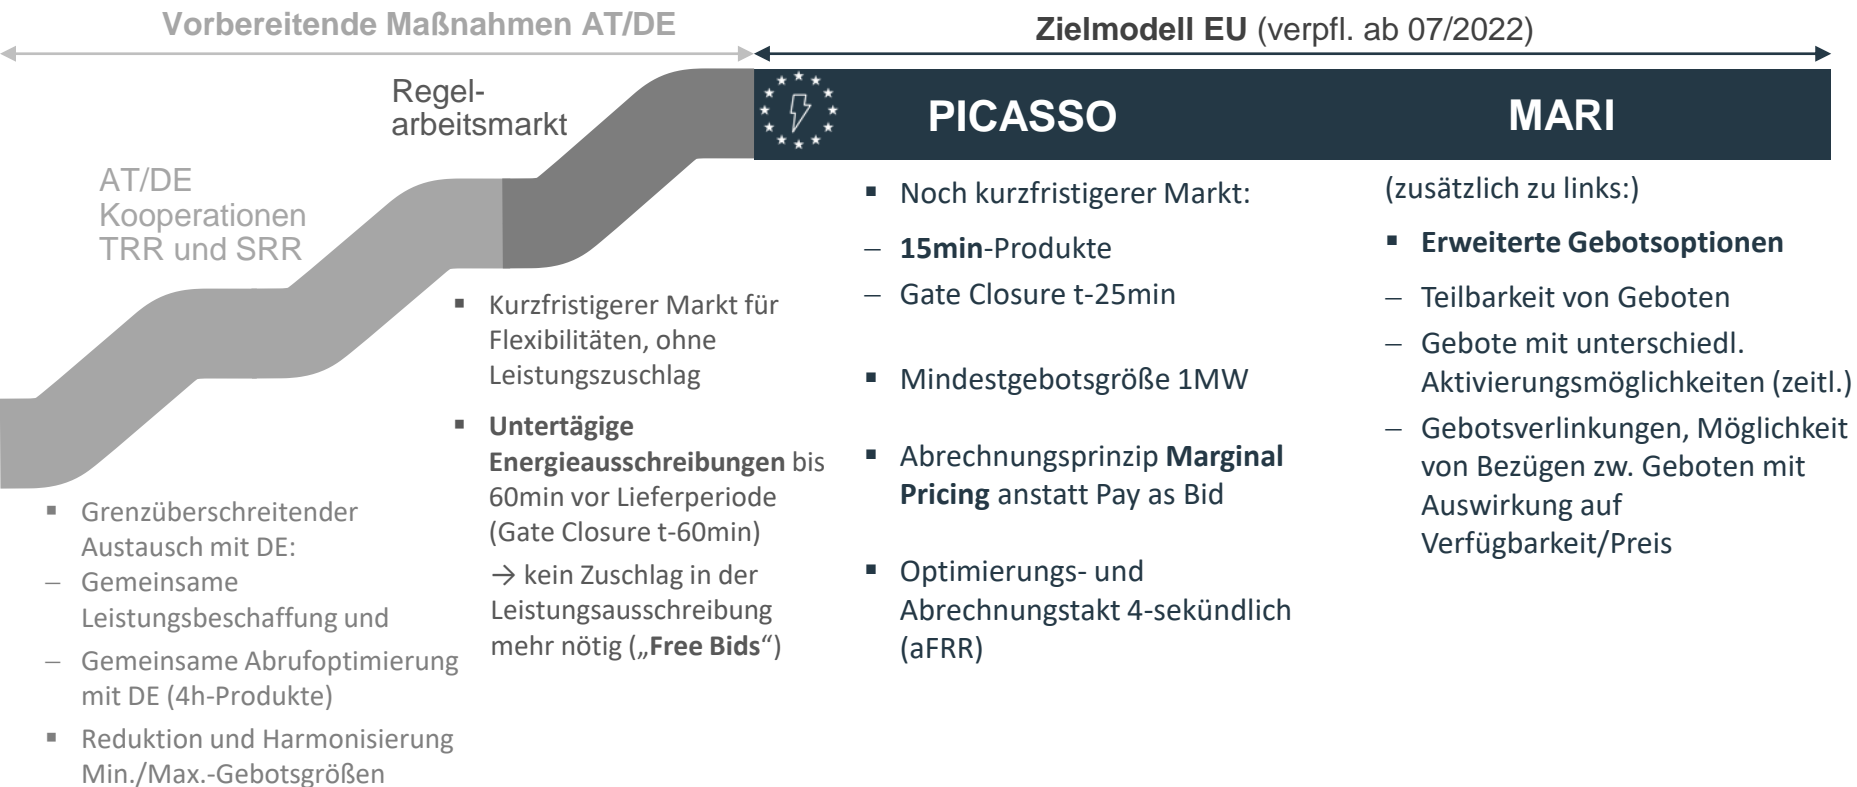 Vorbereitende Maßnahmen AT/DE
Zielmodell EU (verpfl. ab 07/2022)
AT/DE
Kooperationen
TRR und SRR
▪ Grenzüberschreitender
Austausch mit DE:
– Gemeinsame
Leistungsbeschaffung und
– Gemeinsame Abrufoptimierung
mit DE (4h-Produkte)
▪ Reduktion und Harmonisierung
Min./Max.-Gebotsgrößen
Regel-
arbeitsmarkt
▪ Kurzfristigerer Markt für
Flexibilitäten, ohne
Leistungszuschlag
▪ Untertägige
Energieausschreibungen bis
60min vor Lieferperiode
(Gate Closure t-60min)
→ kein Zuschlag in der
Leistungsausschreibung
mehr nötig („Free Bids“)
PICASSO
▪ Noch kurzfristigerer Markt:
– 15min-Produkte
– Gate Closure t-25min
▪ Mindestgebotsgröße 1MW
▪ Abrechnungsprinzip Marginal
Pricing anstatt Pay as Bid
▪ Optimierungs- und
Abrechnungstakt 4-sekündlich
(aFRR)
MARI
(zusätzlich zu links:)
▪ Erweiterte Gebotsoptionen
– Teilbarkeit von Geboten
– Gebote mit unterschiedl.
Aktivierungsmöglichkeiten (zeitl.)
– Gebotsverlinkungen, Möglichkeit
von Bezügen zw. Geboten mit
Auswirkung auf
Verfügbarkeit/Preis